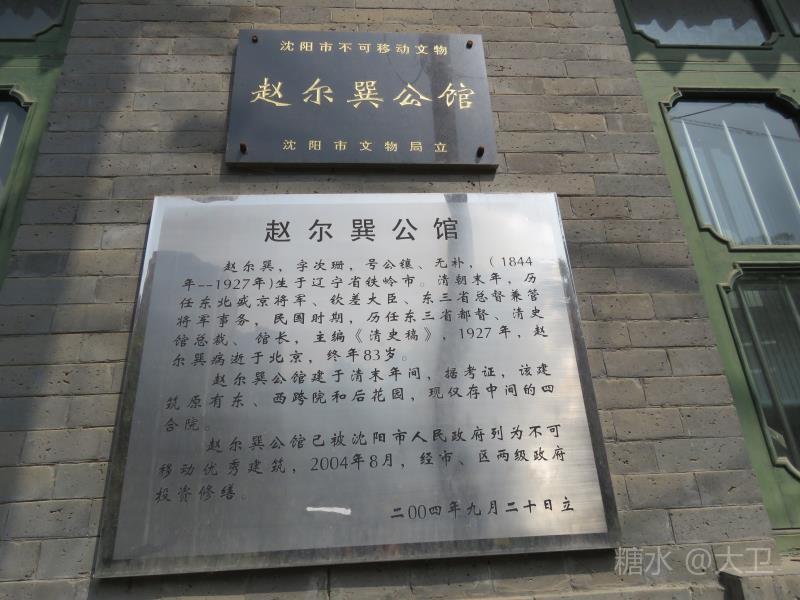 沈阳市不可移动文物
赵尔巽公馆
沈阳市文物局立
赵尔巽公馆
赵尔巽，字次珊，号公镶、无补，（1844
年--1927年)生于辽宁省铁岭市。清朝末年，历
任东北盛京将军、钦差大臣、东三省总督兼管
将军事务，民国时期，历任东三省都督、清史
馆总裁、馆长，主编《清史稿》，1927年，赵
尔巽病逝于北京，终年83岁。
赵尔巽公馆建于清末年间，据考证，该建
筑原有东、西跨院和后花园，现仅存中间的四
合院。
赵尔巽公馆已被沈阳市人民政府列为不可
移动优秀建筑，2004年8月，经市、区两级政府
投资修缮。
二00四年九月二十日立
糖水 @大卫